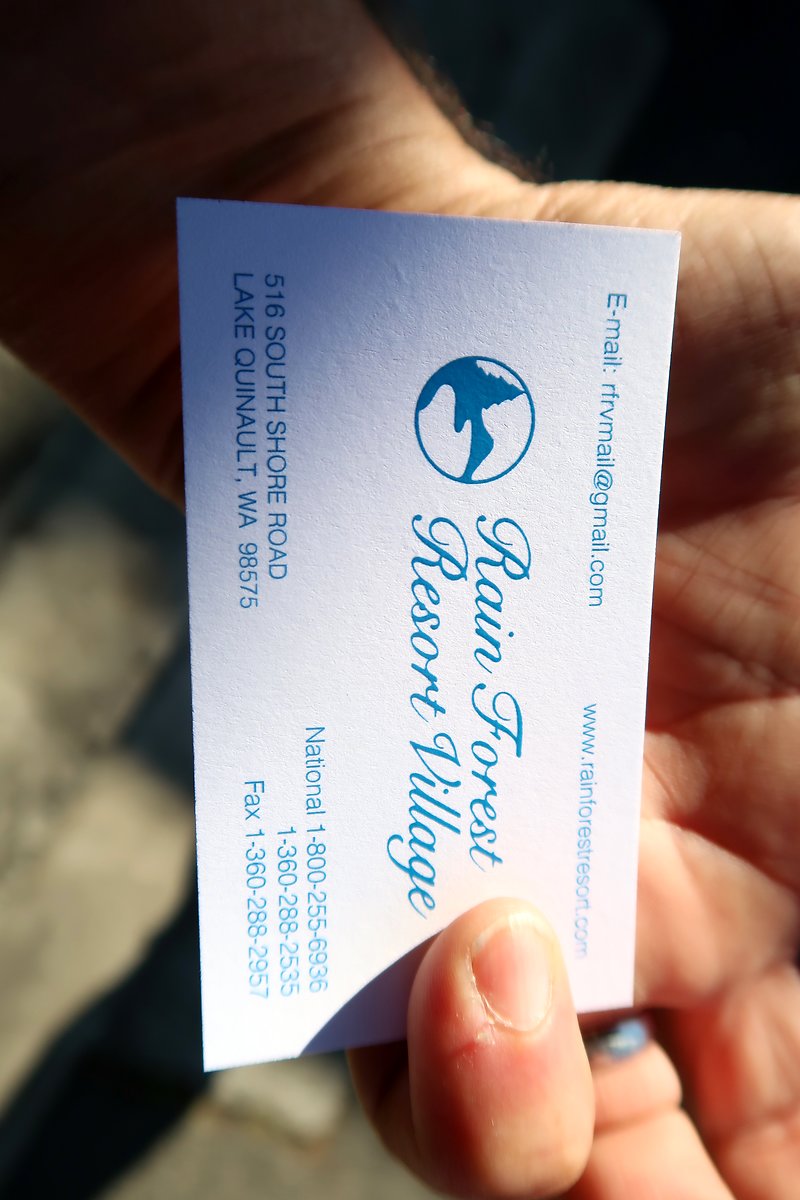 E-mail: rfrvmail@gmail.com
www.rainforestresort.com
Rain Forest
Resort Village
516 SOUTH SHORE ROAD
LAKE QUINAULT, WA 98575
National 1-800-255-6936
1-360-288-2535
Fax 1-360-288-2957